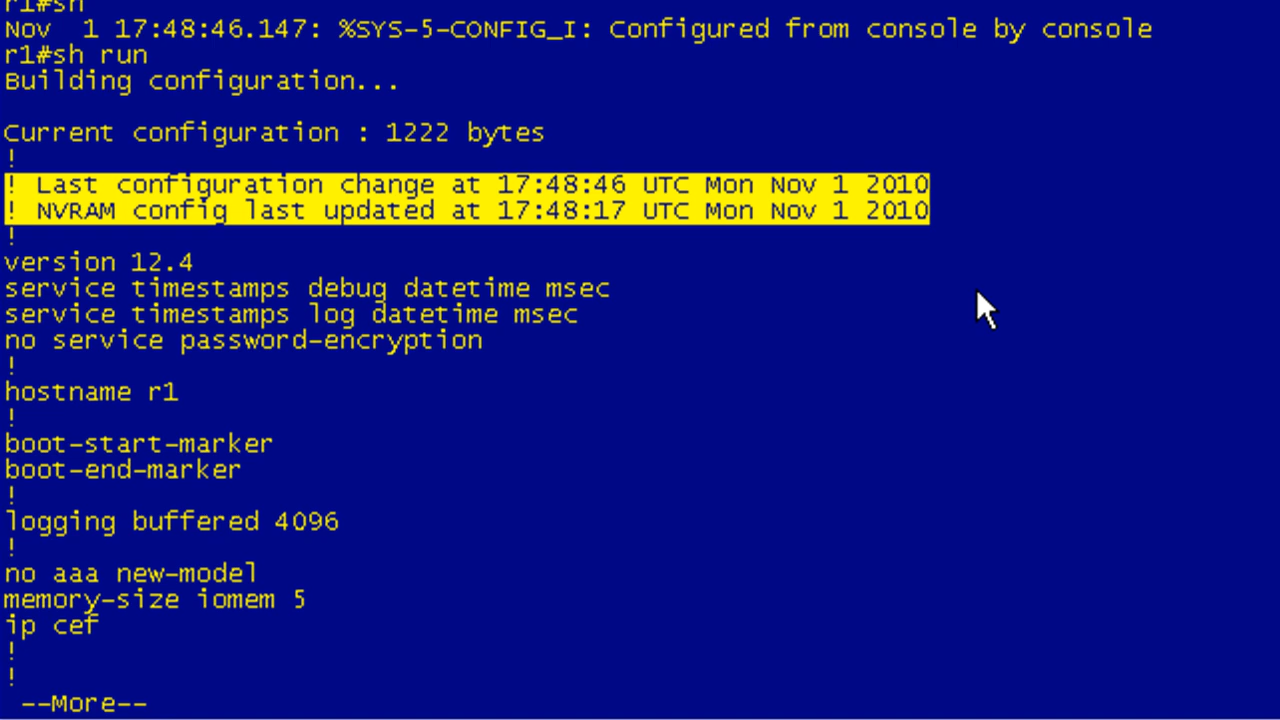 r1#sh
Nov  1 17:48:46.147: %SYS-5-CONFIG_I: Configured from console by console
r1#sh run
Building configuration...
Current configuration : 1222 bytes
!
! Last configuration change at 17:48:46 UTC Mon Nov 1 2010
! NVRAM config last updated at 17:48:17 UTC Mon Nov 1 2010
!
version 12.4
service timestamps debug datetime msec
service timestamps log datetime msec
no service password-encryption
!
hostname r1
!
boot-start-marker
boot-end-marker
!
logging buffered 4096
!
no aaa new-model
memory-size iomem 5
ip cef
!
!
--More--